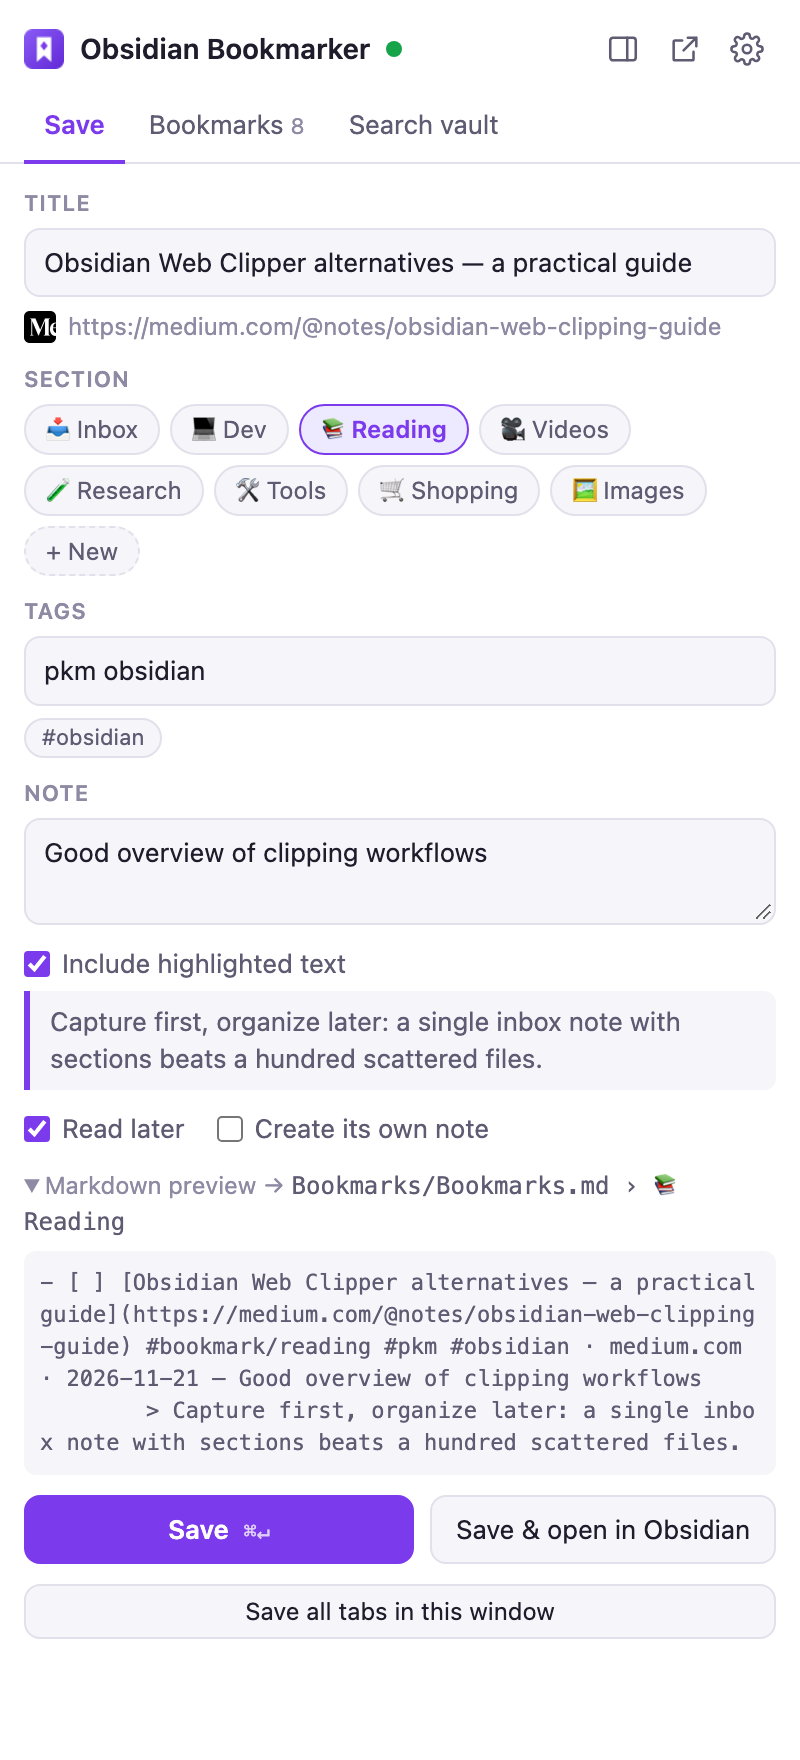 Obsidian Bookmarker
Save Bookmarks 8 Search vault
TITLE
Obsidian Web Clipper alternatives — a practical guide
Me https://medium.com/@notes/obsidian-web-clipping-guide
SECTION
📥 Inbox 💻 Dev 📚 Reading 🎥 Videos
🧪 Research 🛠️ Tools 🛒 Shopping 🖼️ Images
+ New
TAGS
pkm obsidian
#obsidian
NOTE
Good overview of clipping workflows
Include highlighted text
Capture first, organize later: a single inbox note with
sections beats a hundred scattered files.
Read later Create its own note
▼ Markdown preview → Bookmarks/Bookmarks.md › 📚
Reading
- [ ] [Obsidian Web Clipper alternatives — a practical
guide](https://medium.com/@notes/obsidian-web-clipping
-guide) #bookmark/reading #pkm #obsidian · medium.com
· 2026-11-21 — Good overview of clipping workflows
> Capture first, organize later: a single inbo
x note with sections beats a hundred scattered files.
Save ⌘↵ Save & open in Obsidian
Save all tabs in this window